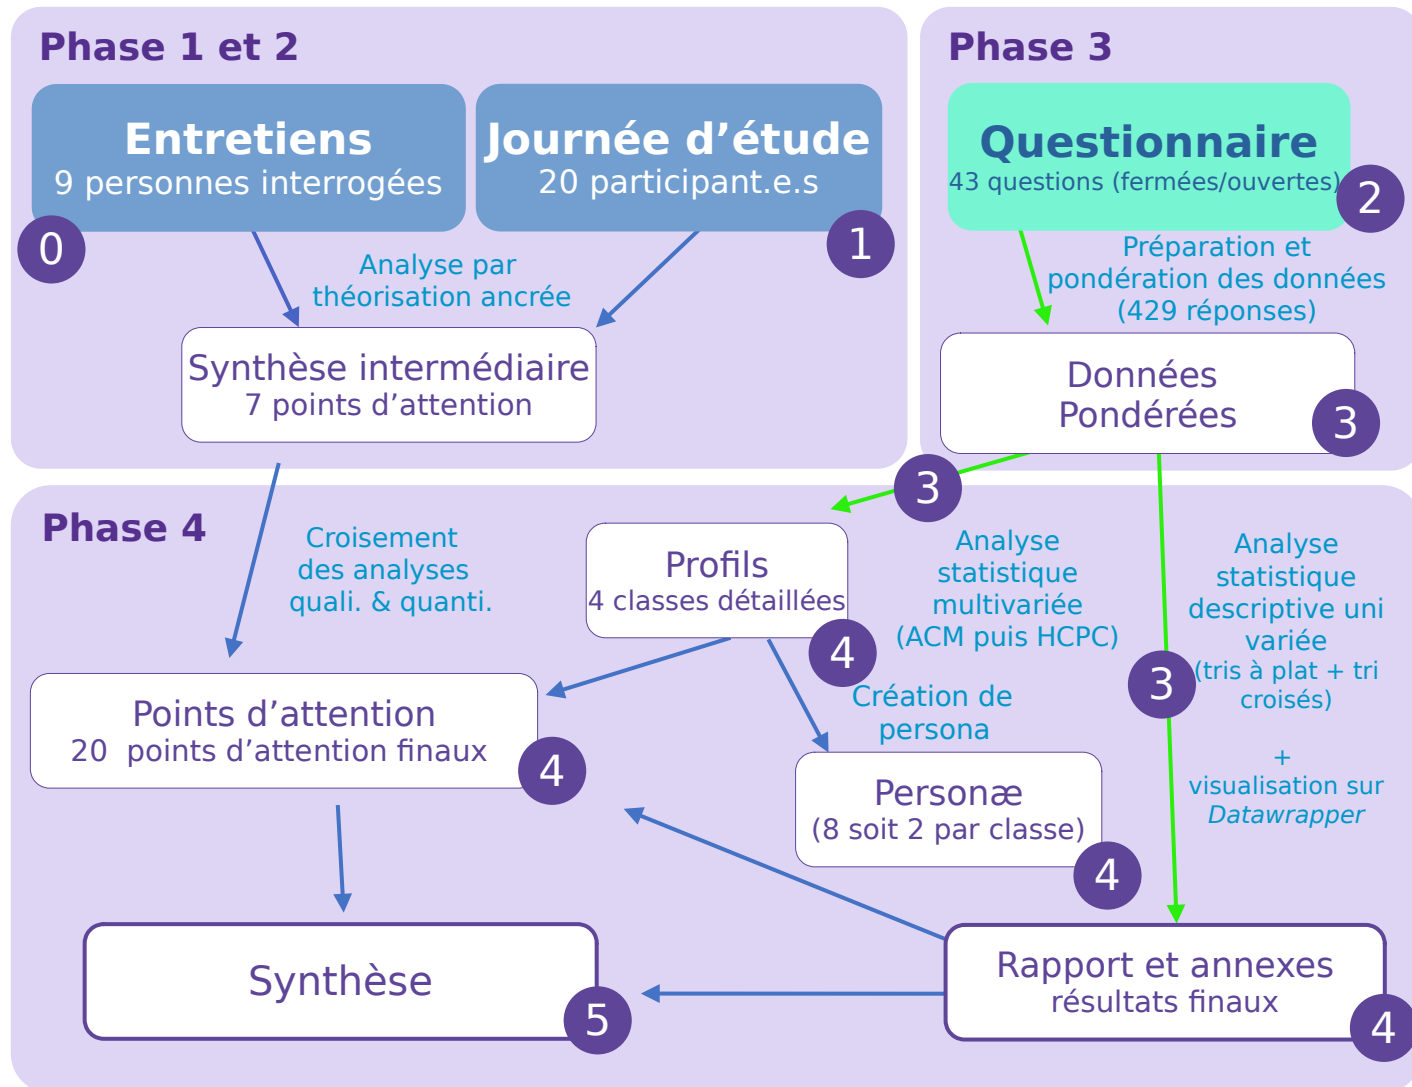 Phase 1 et 2
Entretiens
9 personnes interrogées
0
Journée d’étude
20 participant.e.s
1
Analyse par
théorisation ancrée
Synthèse intermédiaire
7 points d’attention
Phase 3
Questionnaire
43 questions (fermées/ouvertes)
2
Préparation et
pondération des données
(429 réponses)
Données
Pondérées
3
3
Phase 4
Croisement
des analyses
quali. & quanti.
Profils
4 classes détaillées
4
Analyse
statistique
multivariée
(ACM puis HCPC)
Analyse
statistique
descriptive uni
variée
(tris à plat + tri
croisés)
+
visualisation sur
Datawrapper
3
Création de
persona
Points d’attention
20  points d’attention finaux
4
Personæ
(8 soit 2 par classe)
4
Synthèse
5
Rapport et annexes
résultats finaux
4